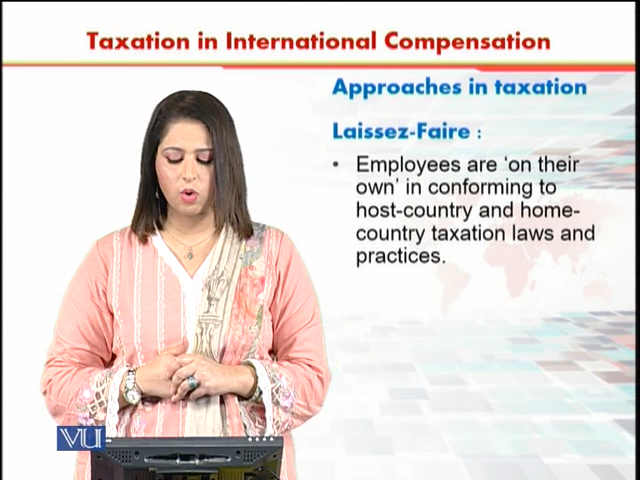 Taxation in International Compensation
Approaches in taxation
Laissez-Faire :
• Employees are ‘on their
own’ in conforming to
host-country and home-
country taxation laws and
practices.
VU